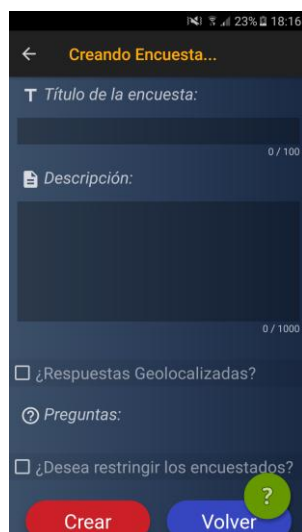 23% 18:16
Creando Encuesta...
T Título de la encuesta:
0 / 100
Descripción:
0 / 1000
¿Respuestas Geolocalizadas?
? Preguntas:
¿Desea restringir los encuestados?
?
Crear Volver